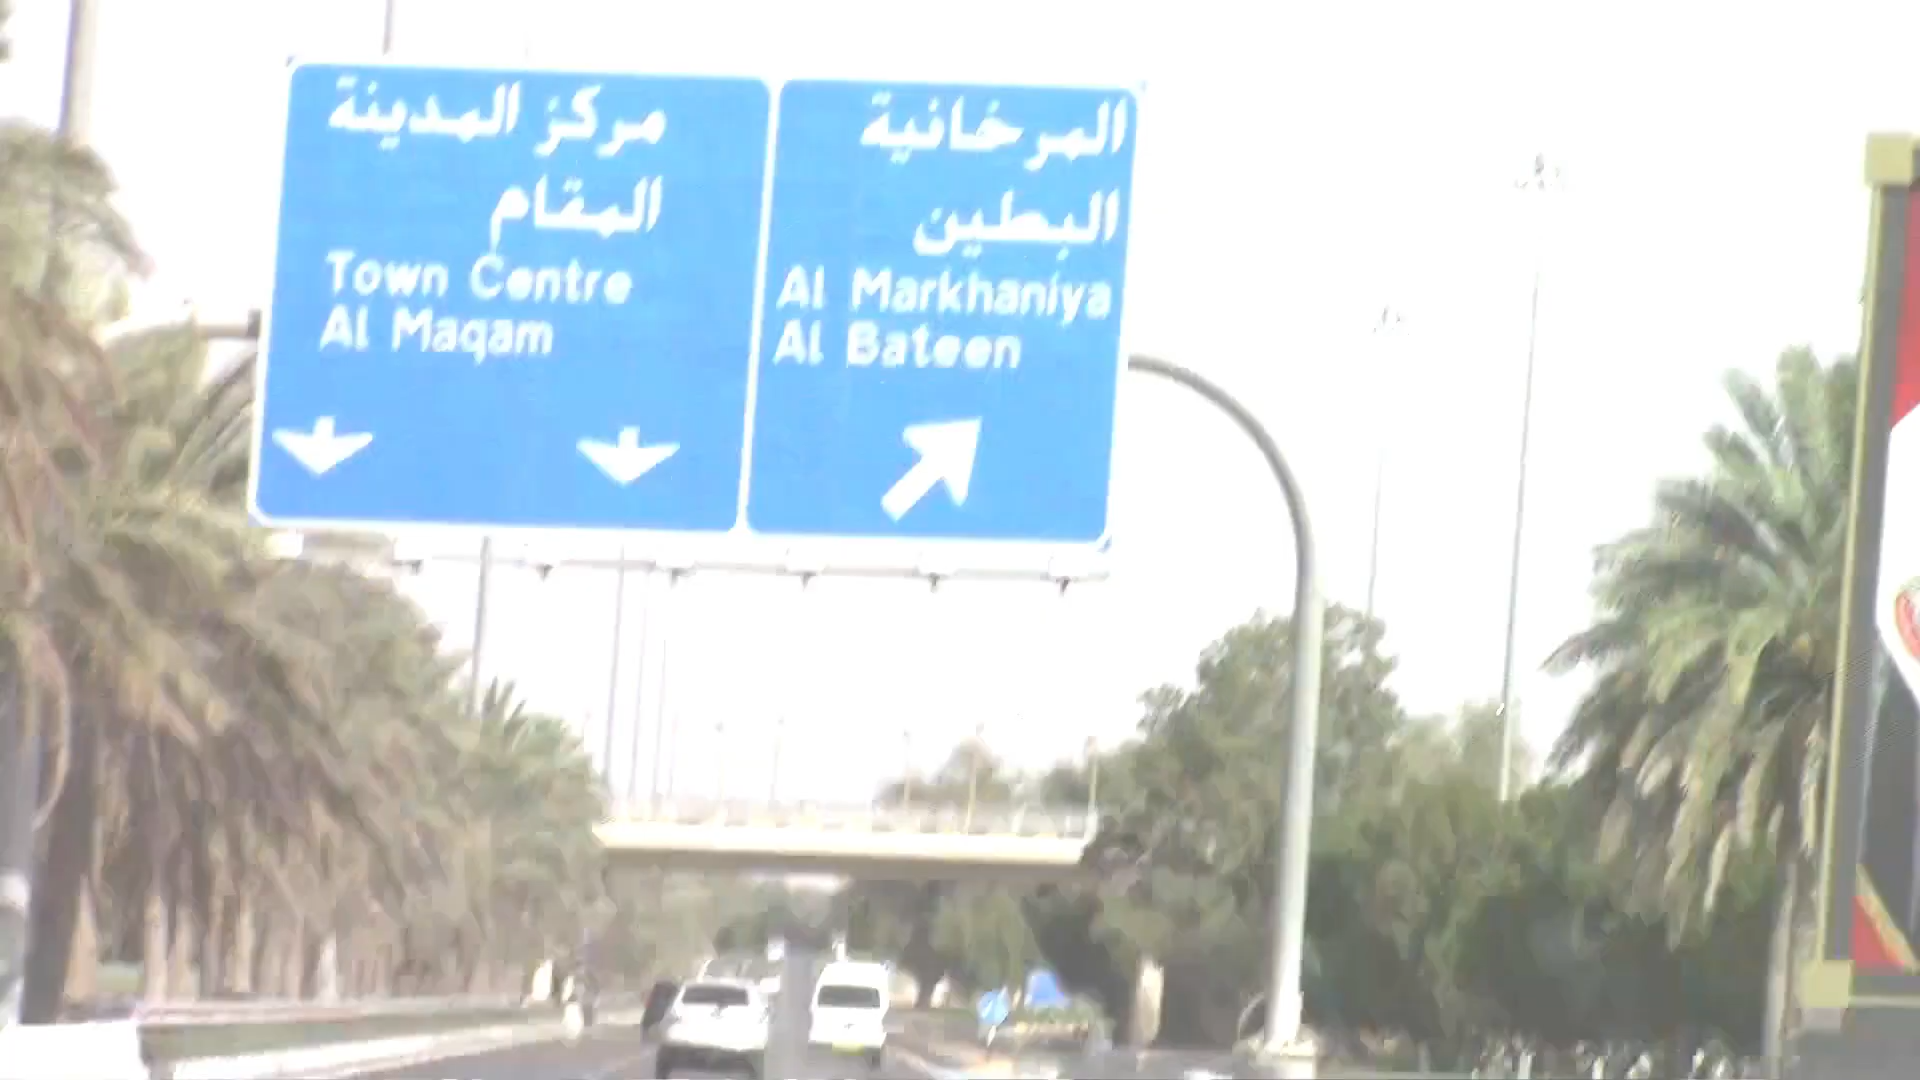 مركز المدينة
المقام
Town Centre
Al Maqam
المرخانية
البطين
Al Markhaniya
Al Bateen